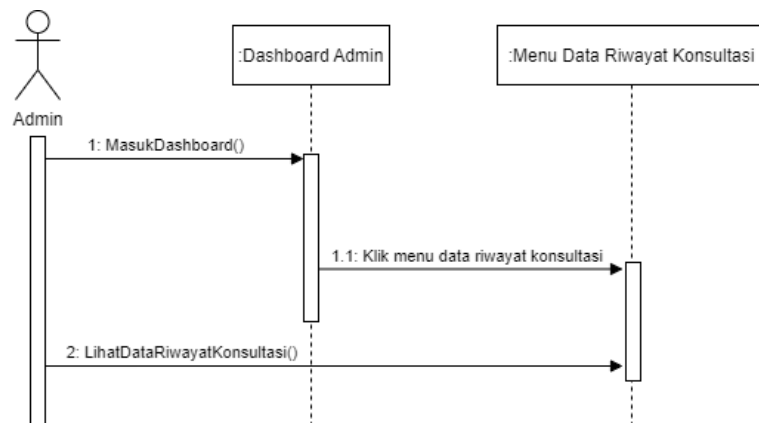 :Dashboard Admin
:Menu Data Riwayat Konsultasi
Admin
1: MasukDashboard()
1.1: Klik menu data riwayat konsultasi
2: LihatDataRiwayatKonsultasi()